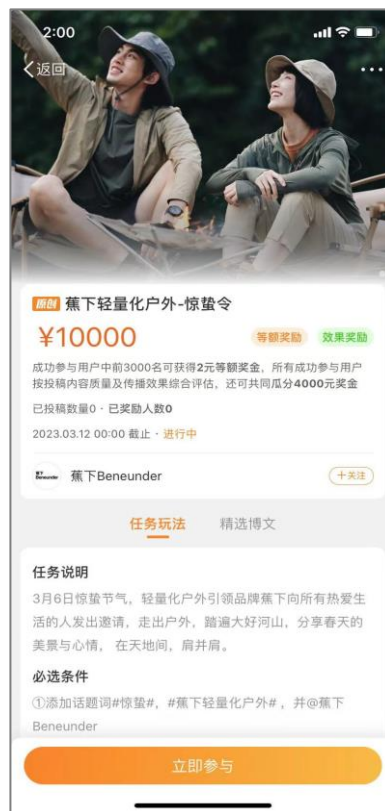 2:00
返回
原创 蕉下轻量化户外-惊蛰令
¥10000
等额奖励 效果奖励
成功参与用户中前3000名可获得2元等额奖金，所有成功参与用户
按投稿内容质量及传播效果综合评估，还可共同瓜分4000元奖金
已投稿数量0 · 已奖励人数0
2023.03.12 00:00 截止 · 进行中
蕉下
Beneunder
蕉下Beneunder
＋关注
任务玩法 精选博文
任务说明
3月6日惊蛰节气，轻量化户外引领品牌蕉下向所有热爱生
活的人发出邀请，走出户外，踏遍大好河山，分享春天的
美景与心情， 在天地间，肩并肩。
必选条件
①添加话题词#惊蛰#，#蕉下轻量化户外# ，并@蕉下
Beneunder
立即参与